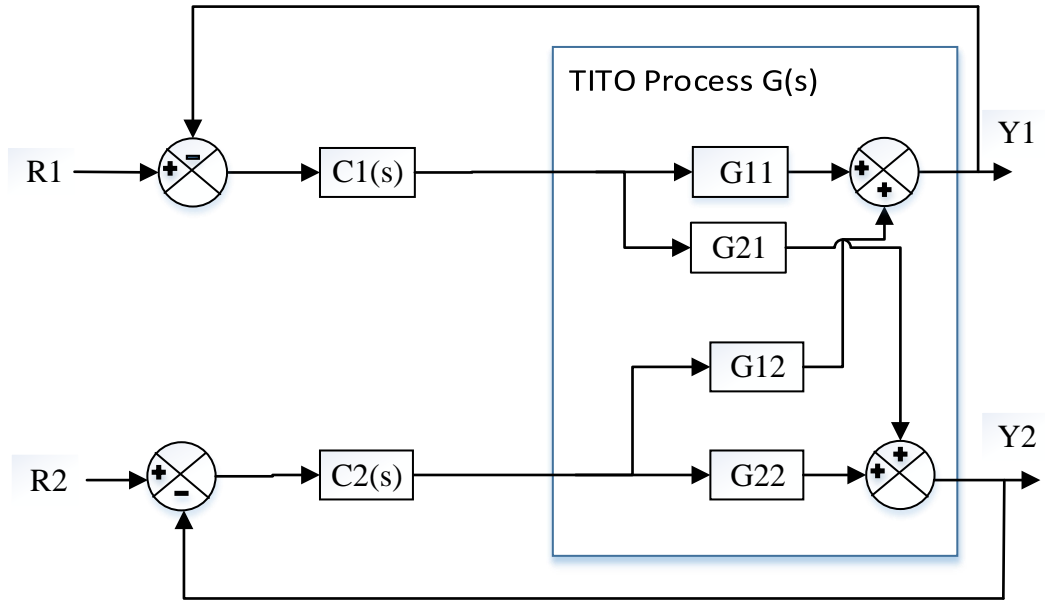 TITO Process G(s)
Y1
R1
+
-
C1(s)
G11
+
+
G21
G12
Y2
R2
+
-
C2(s)
G22
+
+